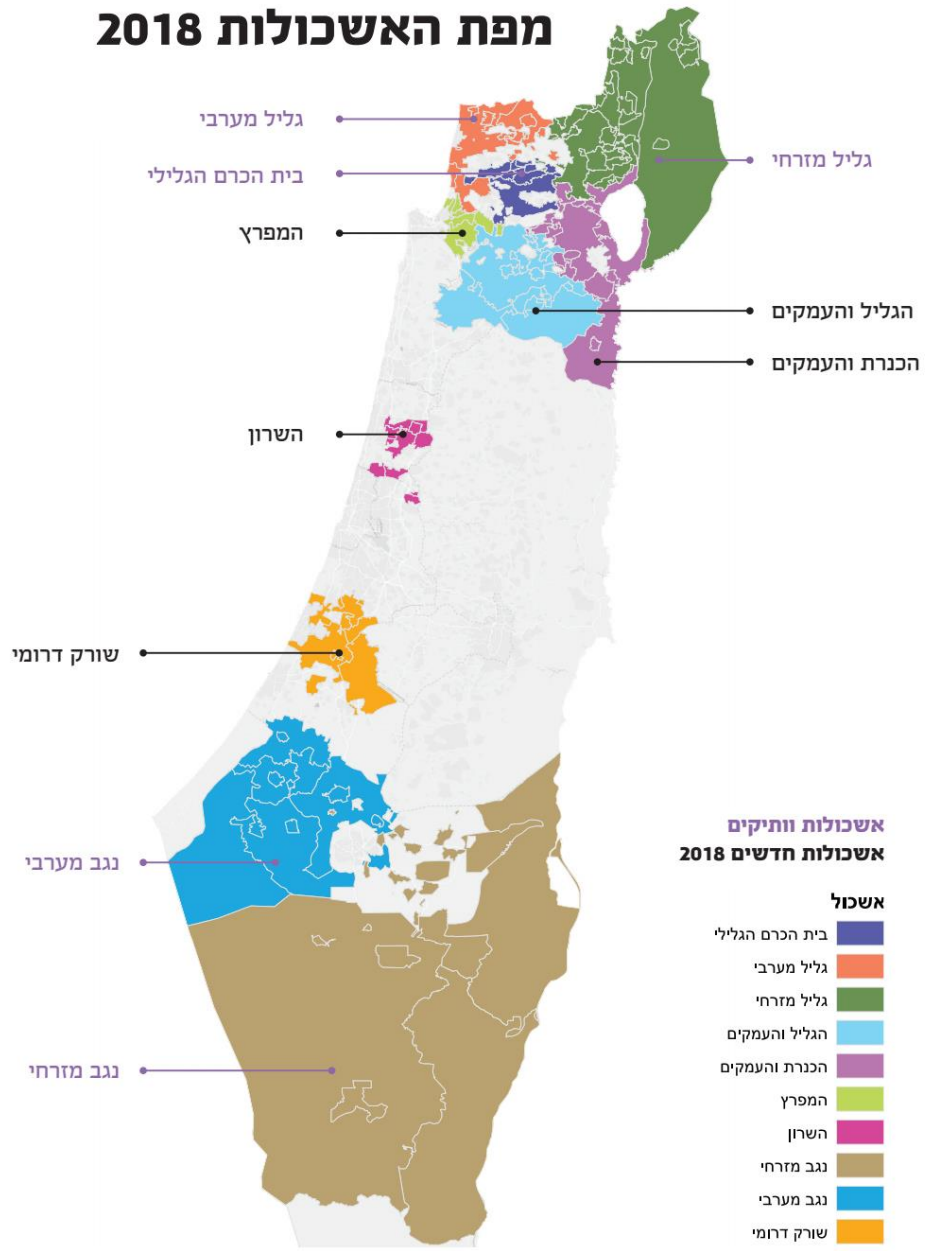 מפת האשכולות 2018
גליל מערבי
גליל מזרחי
בית הכרם הגלילי
המפרץ
הגליל והעמקים
הכנרת והעמקים
השרון
שורק דרומי
נגב מערבי
נגב מזרחי
אשכולות וותיקים
אשכולות חדשים 2018
אשכול
בית הכרם הגלילי
גליל מערבי
גליל מזרחי
הגליל והעמקים
הכנרת והעמקים
המפרץ
השרון
נגב מזרחי
נגב מערבי
שורק דרומי